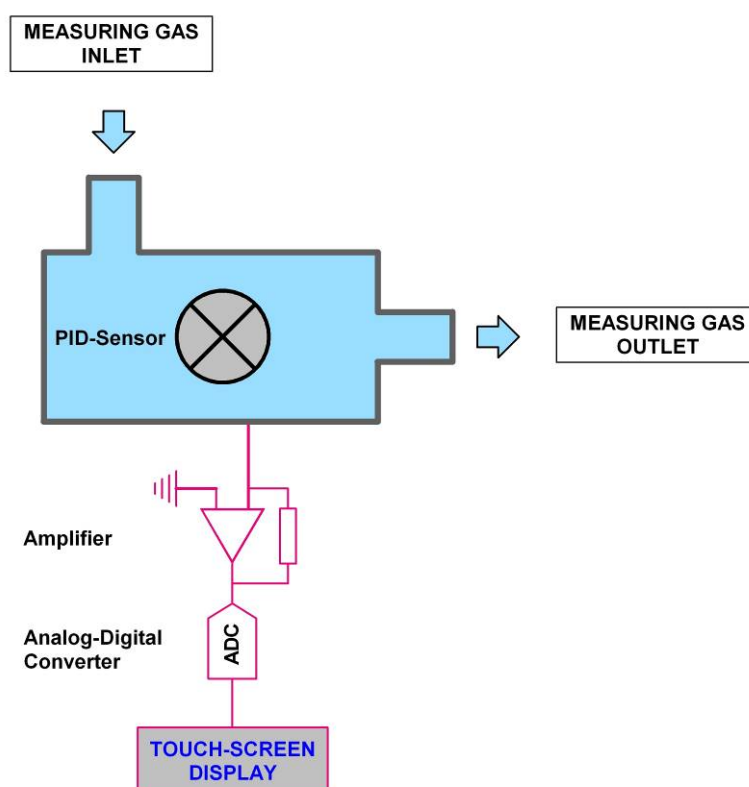 MEASURING GAS
INLET
PID-Sensor
MEASURING GAS
OUTLET
Amplifier
Analog-Digital
Converter
ADC
TOUCH-SCREEN
DISPLAY